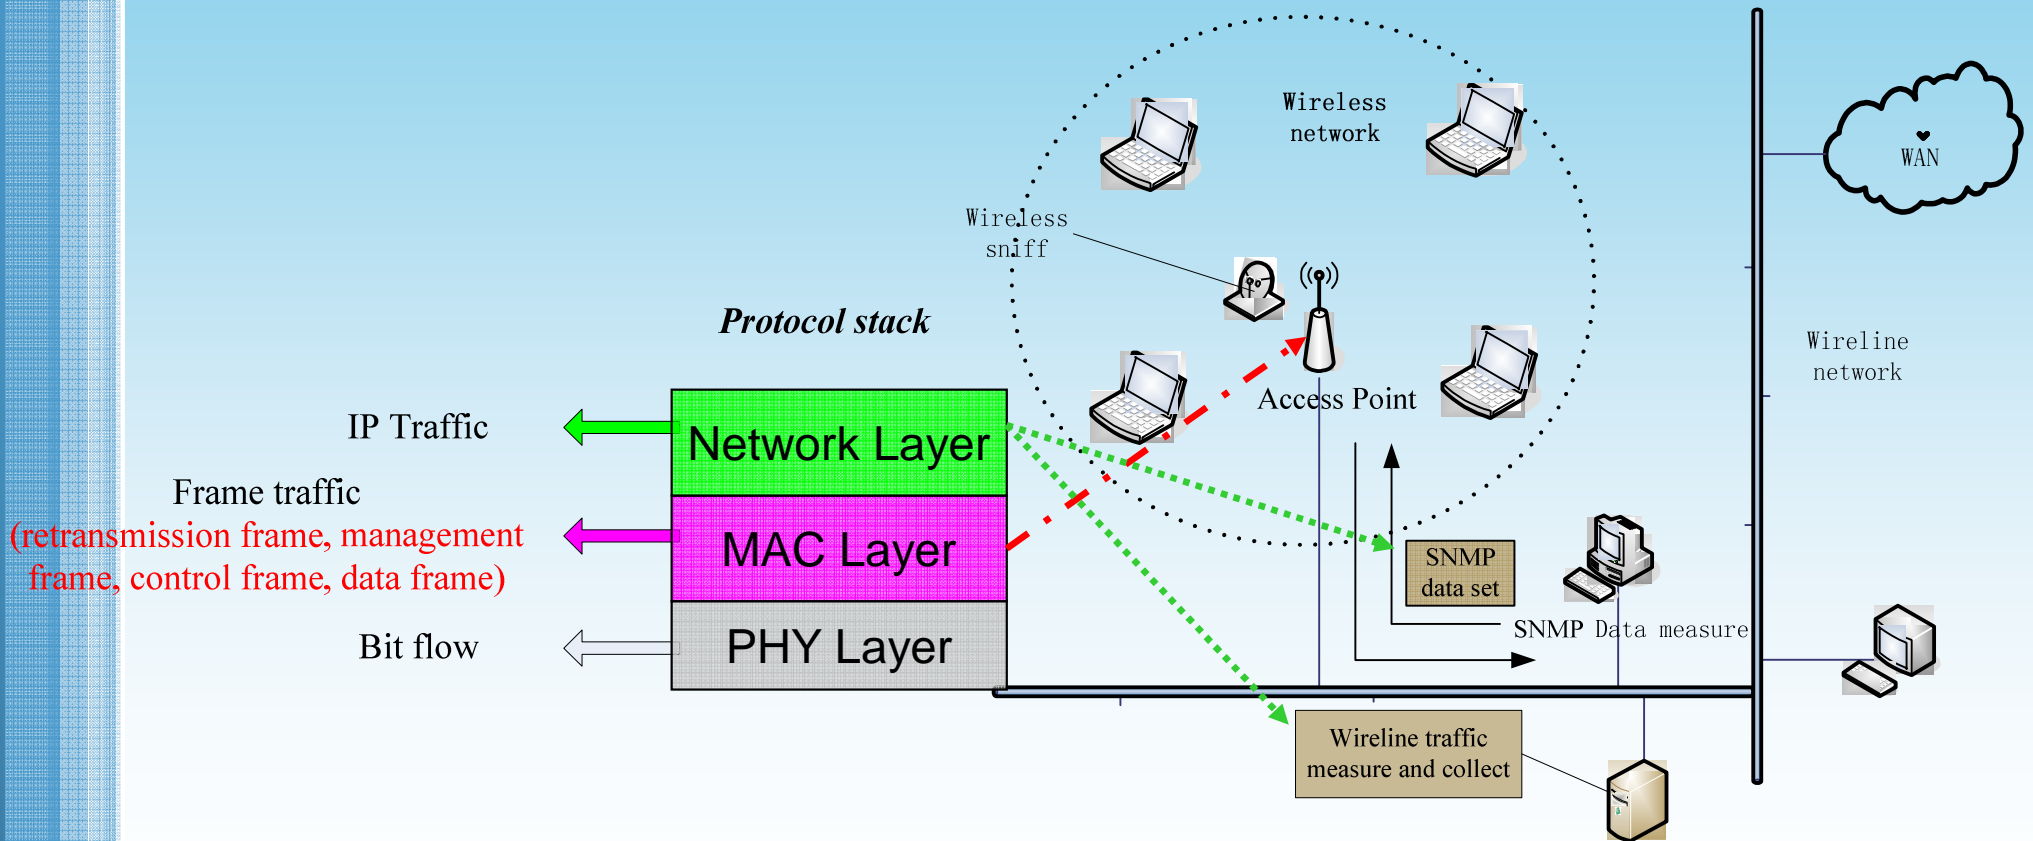 Wireless
network
WAN
Wireless
sniff
Protocol stack
Wireline
network
Access Point
IP Traffic
Network Layer
Frame traffic
(retransmission frame, management
frame, control frame, data frame)
MAC Layer
SNMP
data set
SNMP Data measure
Bit flow
PHY Layer
Wireline traffic
measure and collect